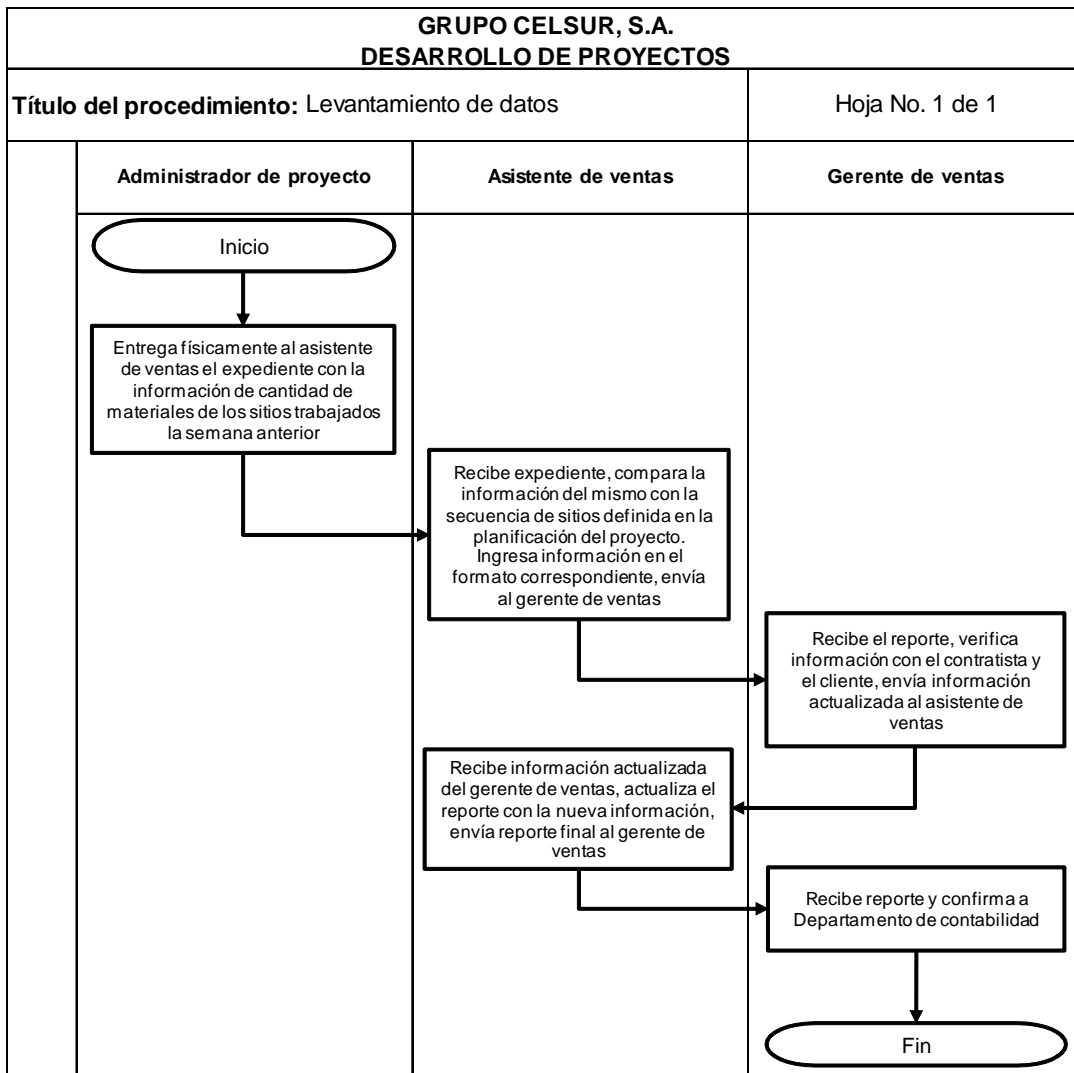 GRUPO CELSUR, S.A.
DESARROLLO DE PROYECTOS
Título del procedimiento: Levantamiento de datos
Hoja No. 1 de 1
Administrador de proyecto
Asistente de ventas
Gerente de ventas
Inicio
Entrega físicamente al asistente
de ventas el expediente con la
información de cantidad de
materiales de los sitios trabajados
la semana anterior
Recibe expediente, compara la
información del mismo con la
secuencia de sitios definida en la
planificación del proyecto.
Ingresa información en el
formato correspondiente, envía
al gerente de ventas
Recibe el reporte, verifica
información con el contratista y
el cliente, envía información
actualizada al asistente de
ventas
Recibe información actualizada
del gerente de ventas, actualiza el
reporte con la nueva información,
envía reporte final al gerente de
ventas
Recibe reporte y confirma a
Departamento de contabilidad
Fin